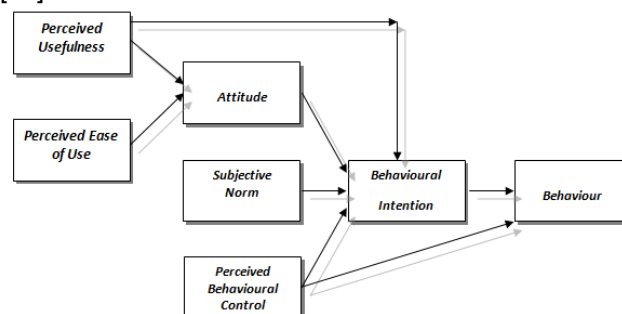 Perceived
Usefulness
Attitude
Perceived Ease
of Use
Subjective
Norm
Behavioural
Intention
Behaviour
Perceived
Behavioural
Control